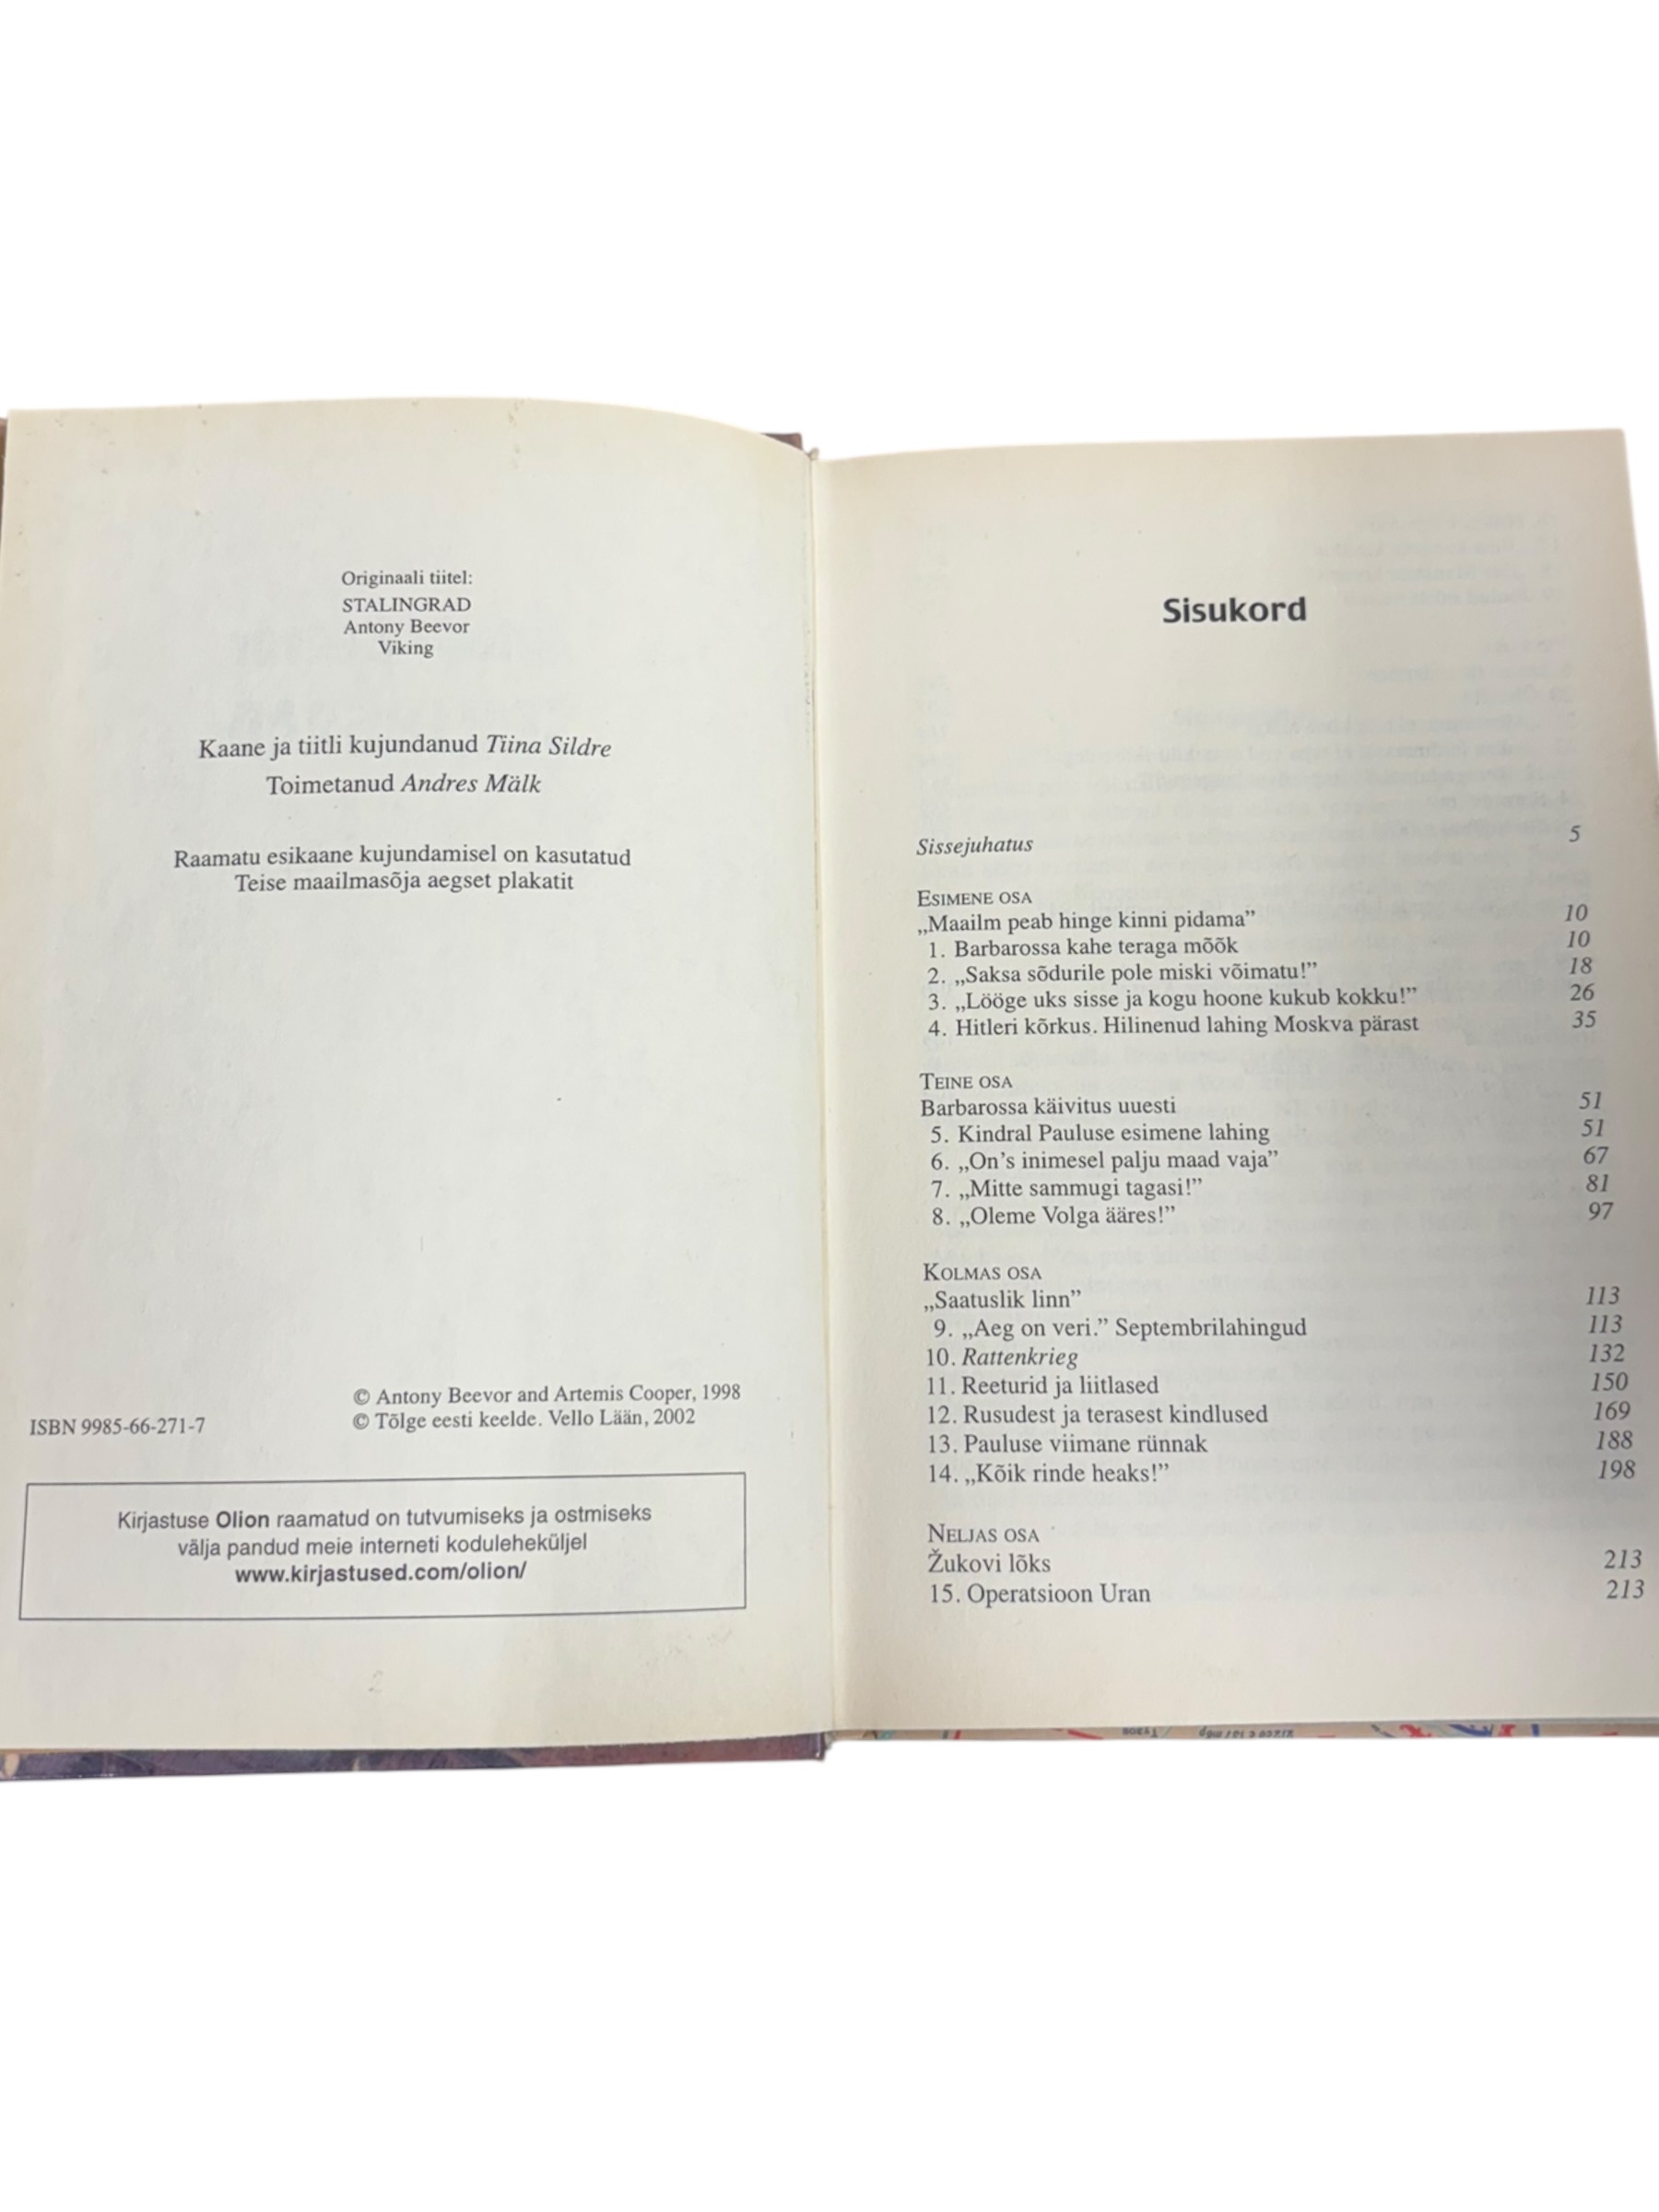 Originaali tiitel:
STALINGRAD
Antony Beevor
Viking
Kaane ja tiitli kujundanud Tiina Sildre
Toimetanud Andres Mälk
Raamatu esikaane kujundamisel on kasutatud
Teise maailmasõja aegset plakatit
© Antony Beevor and Artemis Cooper, 1998
ISBN 9985-66-271-7 © Tõlge eesti keelde. Vello Lään, 2002
Kirjastuse Olion raamatud on tutvumiseks ja ostmiseks
välja pandud meie interneti koduleheküljel
www.kirjastused.com/olion/
Sisukord
Sissejuhatus 5
ESIMENE OSA
„Maailm peab hinge kinni pidama” 10
1. Barbarossa kahe teraga mõõk 10
2. „Saksa sõdurile pole miski võimatu!” 18
3. „Lööge uks sisse ja kogu hoone kukub kokku!” 26
4. Hitleri kõrkus. Hilinenud lahing Moskva pärast 35
TEINE OSA
Barbarossa käivitus uuesti 51
5. Kindral Pauluse esimene lahing 51
6. „On’s inimesel palju maad vaja” 67
7. „Mitte sammugi tagasi!” 81
8. „Oleme Volga ääres!” 97
KOLMAS OSA
„Saatuslik linn” 113
9. „Aeg on veri.” Septembrilahingud 113
10. Rattenkrieg 132
11. Reeturid ja liitlased 150
12. Rusudest ja terasest kindlused 169
13. Pauluse viimane rünnak 188
14. „Kõik rinde heaks!” 198
NELJAS OSA
Žukovi lõks 213
15. Operatsioon Uran 213